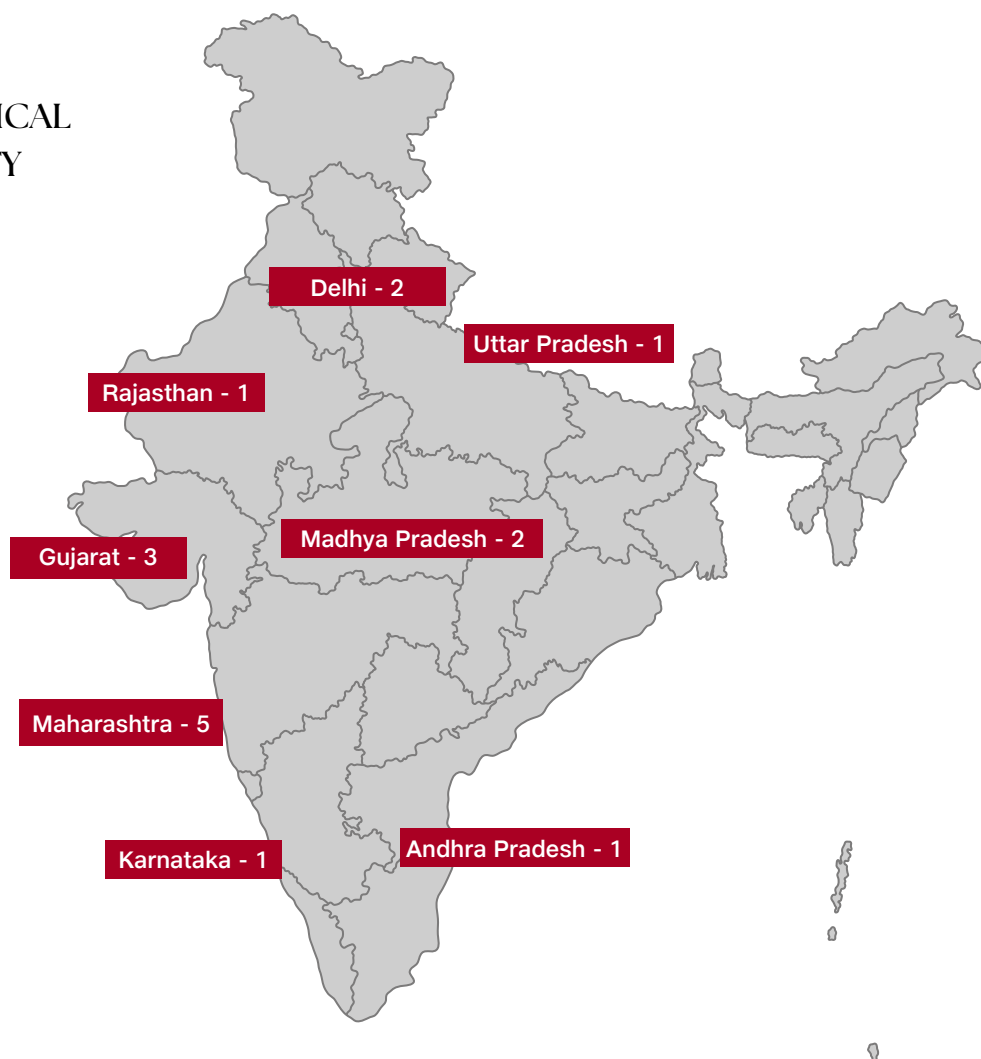 ICAL
TY
Delhi - 2
Uttar Pradesh - 1
Rajasthan - 1
Madhya Pradesh - 2
Gujarat - 3
Maharashtra - 5
Andhra Pradesh - 1
Karnataka - 1